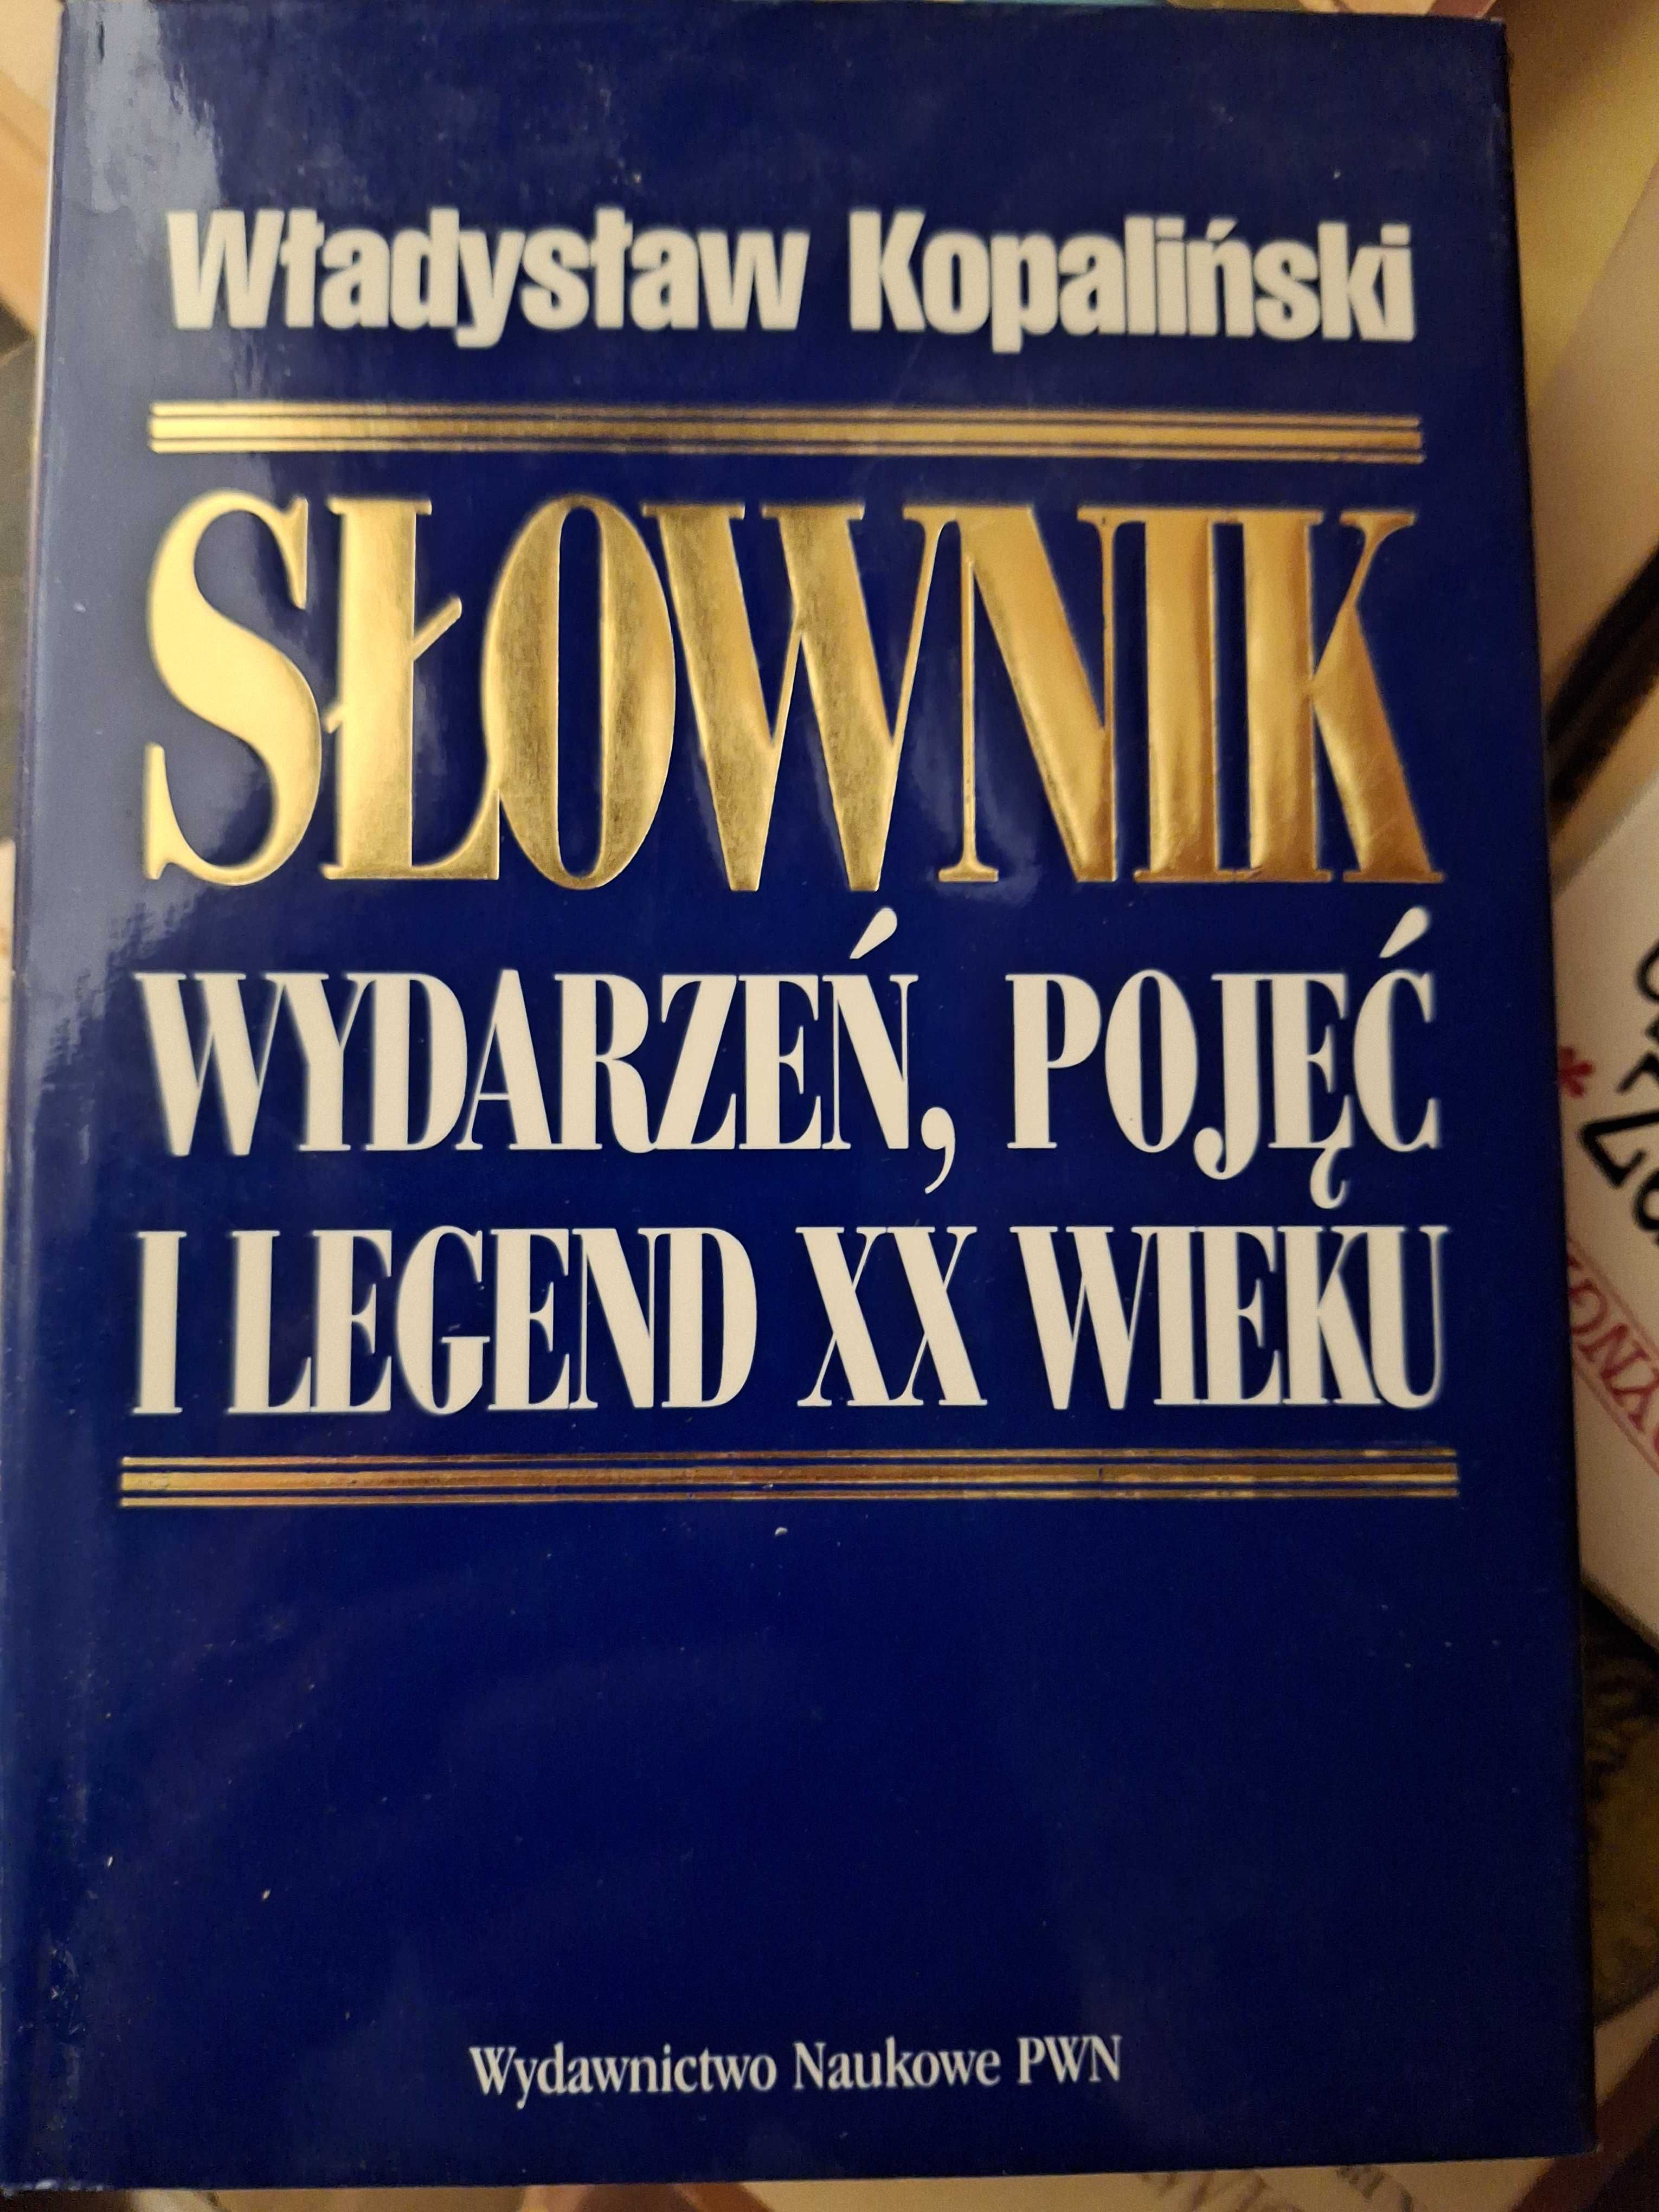 Władysław Kopaliński
SŁOWNIK
WYDARZEŃ, POJĘĆ
I LEGEND XX WIEKU
Wydawnictwo Naukowe PWN